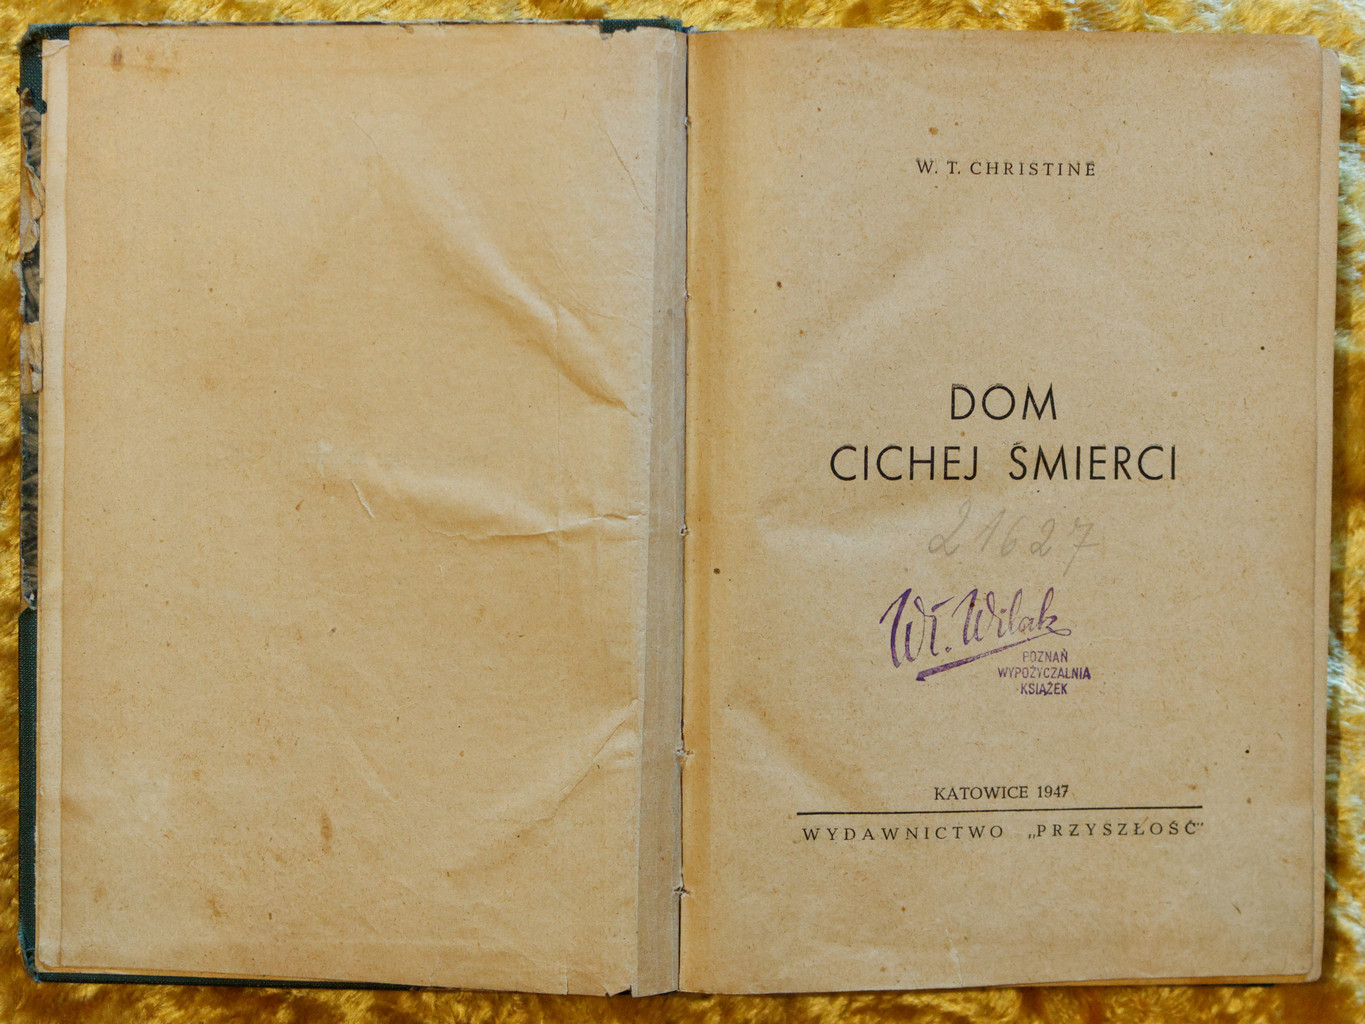 W. T. CHRISTINE
DOM
CICHEJ ŚMIERCI
21627
Wł. Wilak
POZNAŃ
WYPOŻYCZALNIA
KSIĄŻEK
KATOWICE 1947
WYDAWNICTWO „PRZYSZŁOŚĆ"